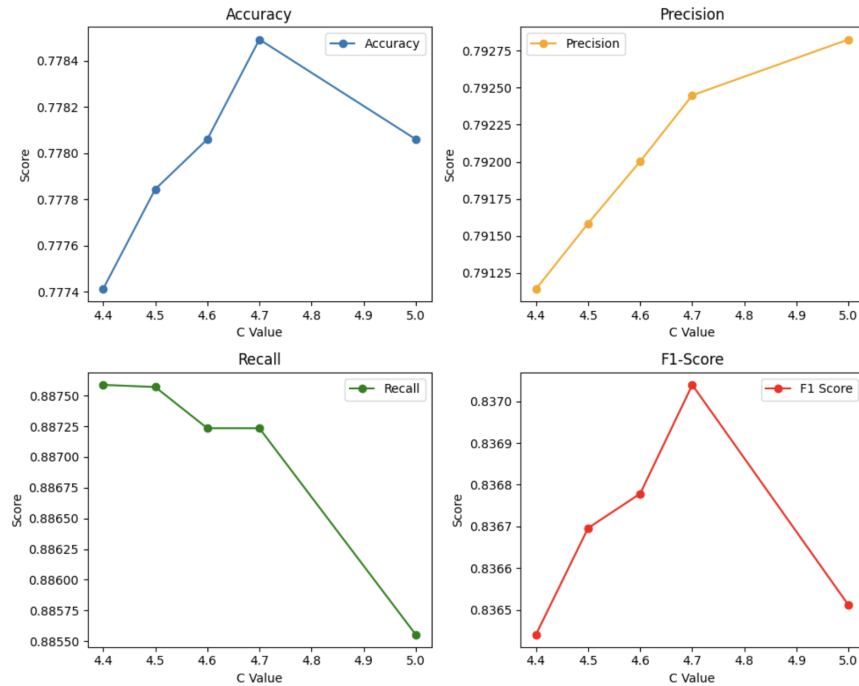 Accuracy
Accuracy
0.7784
0.7782
0.7780
0.7778
0.7776
0.7774
Score
4.4 4.5 4.6 4.7 4.8 4.9 5.0
C Value
Precision
Precision
0.79275
0.79250
0.79225
0.79200
0.79175
0.79150
0.79125
Score
4.4 4.5 4.6 4.7 4.8 4.9 5.0
C Value
Recall
Recall
0.88750
0.88725
0.88700
0.88675
0.88650
0.88625
0.88600
0.88575
0.88550
Score
4.4 4.5 4.6 4.7 4.8 4.9 5.0
C Value
F1-Score
F1 Score
0.8370
0.8369
0.8368
0.8367
0.8366
0.8365
Score
4.4 4.5 4.6 4.7 4.8 4.9 5.0
C Value